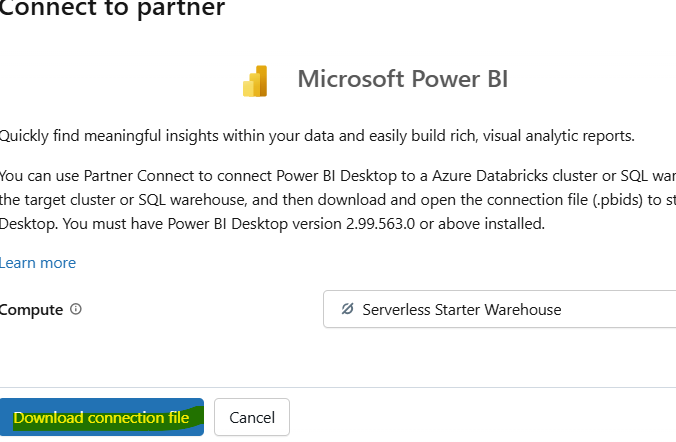 Connect to partner
Microsoft Power BI
Quickly find meaningful insights within your data and easily build rich, visual analytic reports.
You can use Partner Connect to connect Power BI Desktop to a Azure Databricks cluster or SQL
the target cluster or SQL warehouse, and then download and open the connection file (.pbids) to
Desktop. You must have Power BI Desktop version 2.99.563.0 or above installed.
Learn more
Compute
Serverless Starter Warehouse
Download connection file
Cancel